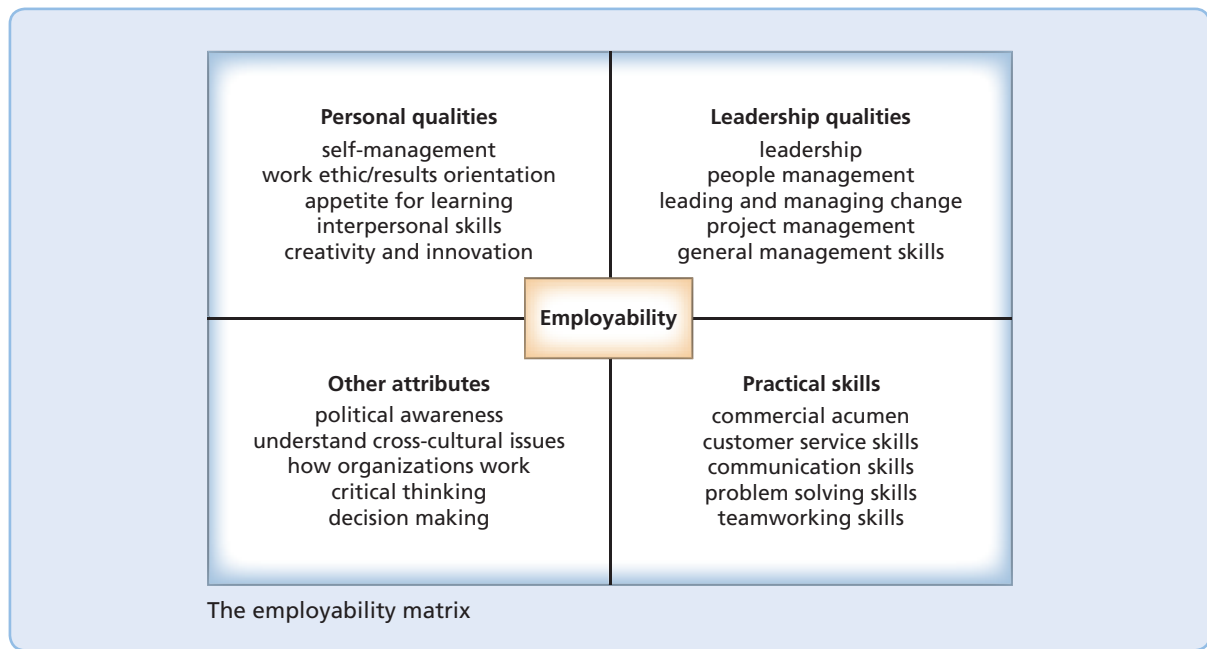 Personal qualities
self-management
work ethic/results orientation
appetite for learning
interpersonal skills
creativity and innovation
Leadership qualities
leadership
people management
leading and managing change
project management
general management skills
Employability
Other attributes
political awareness
understand cross-cultural issues
how organizations work
critical thinking
decision making
Practical skills
commercial acumen
customer service skills
communication skills
problem solving skills
teamworking skills
The employability matrix